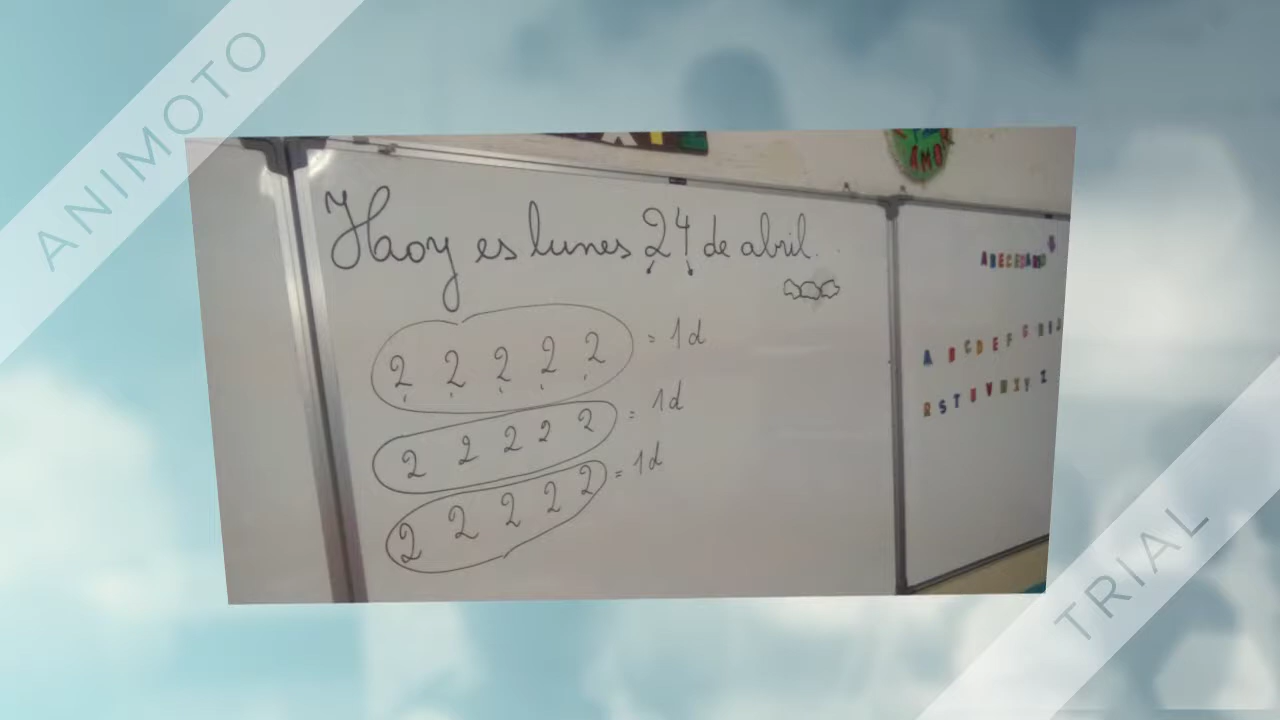 ANIMOTO
AMOR
Hoy es lunes 24 de abril.
2 2 2 2 2 = 1d
2 2 2 2 2 = 1d
2 2 2 2 2 = 1d
A B C D E F G H I J
R S T U V W X Y Z
TRIAL